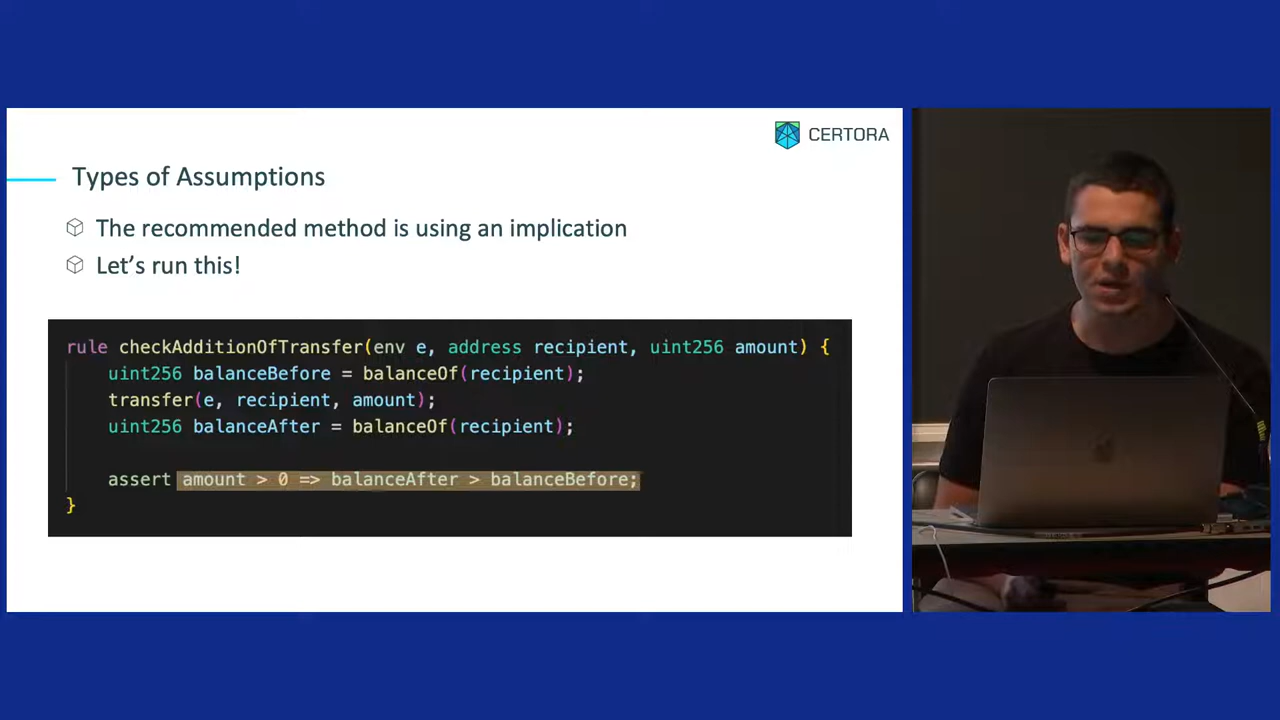 CERTORA
Types of Assumptions
The recommended method is using an implication
Let's run this!
rule checkAdditionOfTransfer(env e, address recipient, uint256 amount) {
uint256 balanceBefore = balanceOf(recipient);
transfer(e, recipient, amount);
uint256 balanceAfter = balanceOf(recipient);
assert amount > 0 => balanceAfter > balanceBefore;
}